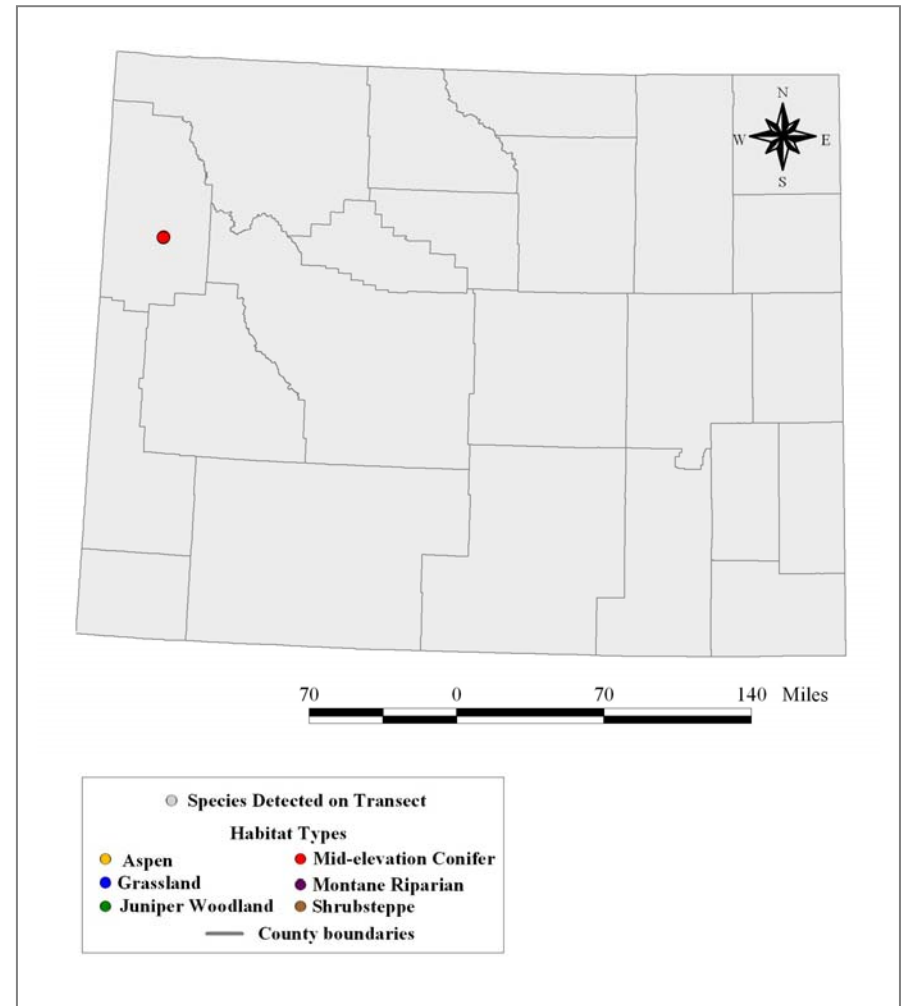 N
W E
S
70 0 70 140 Miles
Species Detected on Transect
Habitat Types
Aspen Mid-elevation Conifer
Grassland Montane Riparian
Juniper Woodland Shrubsteppe
County boundaries